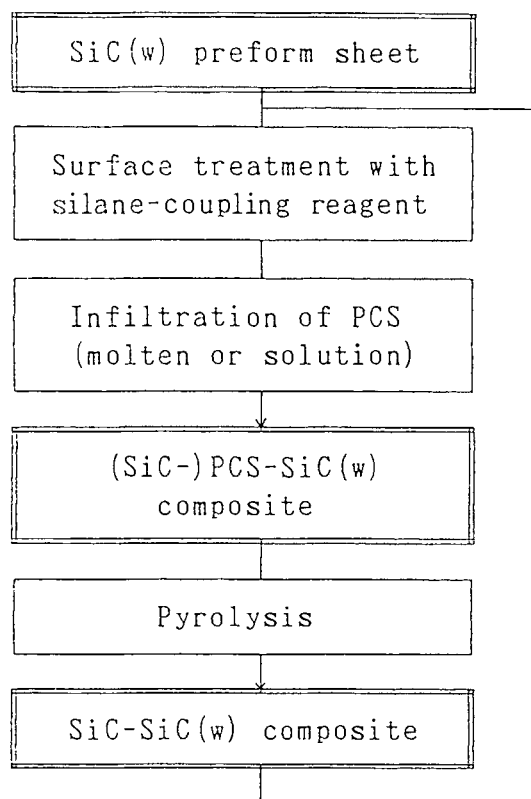 SiC(w) preform sheet
Surface treatment with
silane-coupling reagent
Infiltration of PCS
(molten or solution)
(SiC-)PCS-SiC(w)
composite
Pyrolysis
SiC-SiC(w) composite